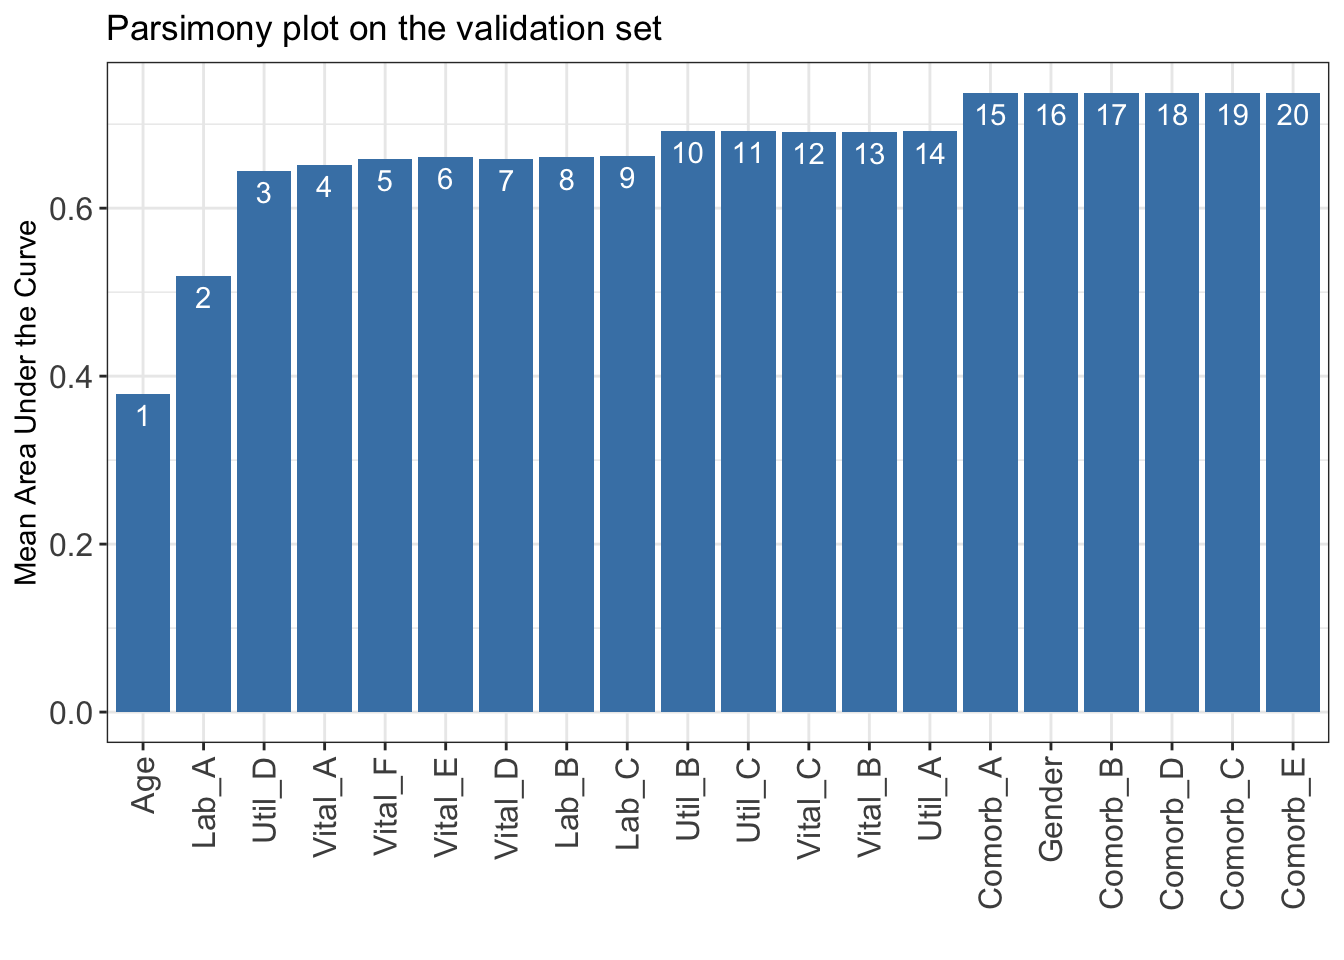 Parsimony plot on the validation set
Mean Area Under the Curve
0.6
0.4
0.2
0.0
1
2
3
4
5
6
7
8
9
10
11
12
13
14
15
16
17
18
19
20
Age
Lab_A
Util_D
Vital_A
Vital_F
Vital_E
Vital_D
Lab_B
Lab_C
Util_B
Util_C
Vital_C
Vital_B
Util_A
Comorb_A
Gender
Comorb_B
Comorb_D
Comorb_C
Comorb_E